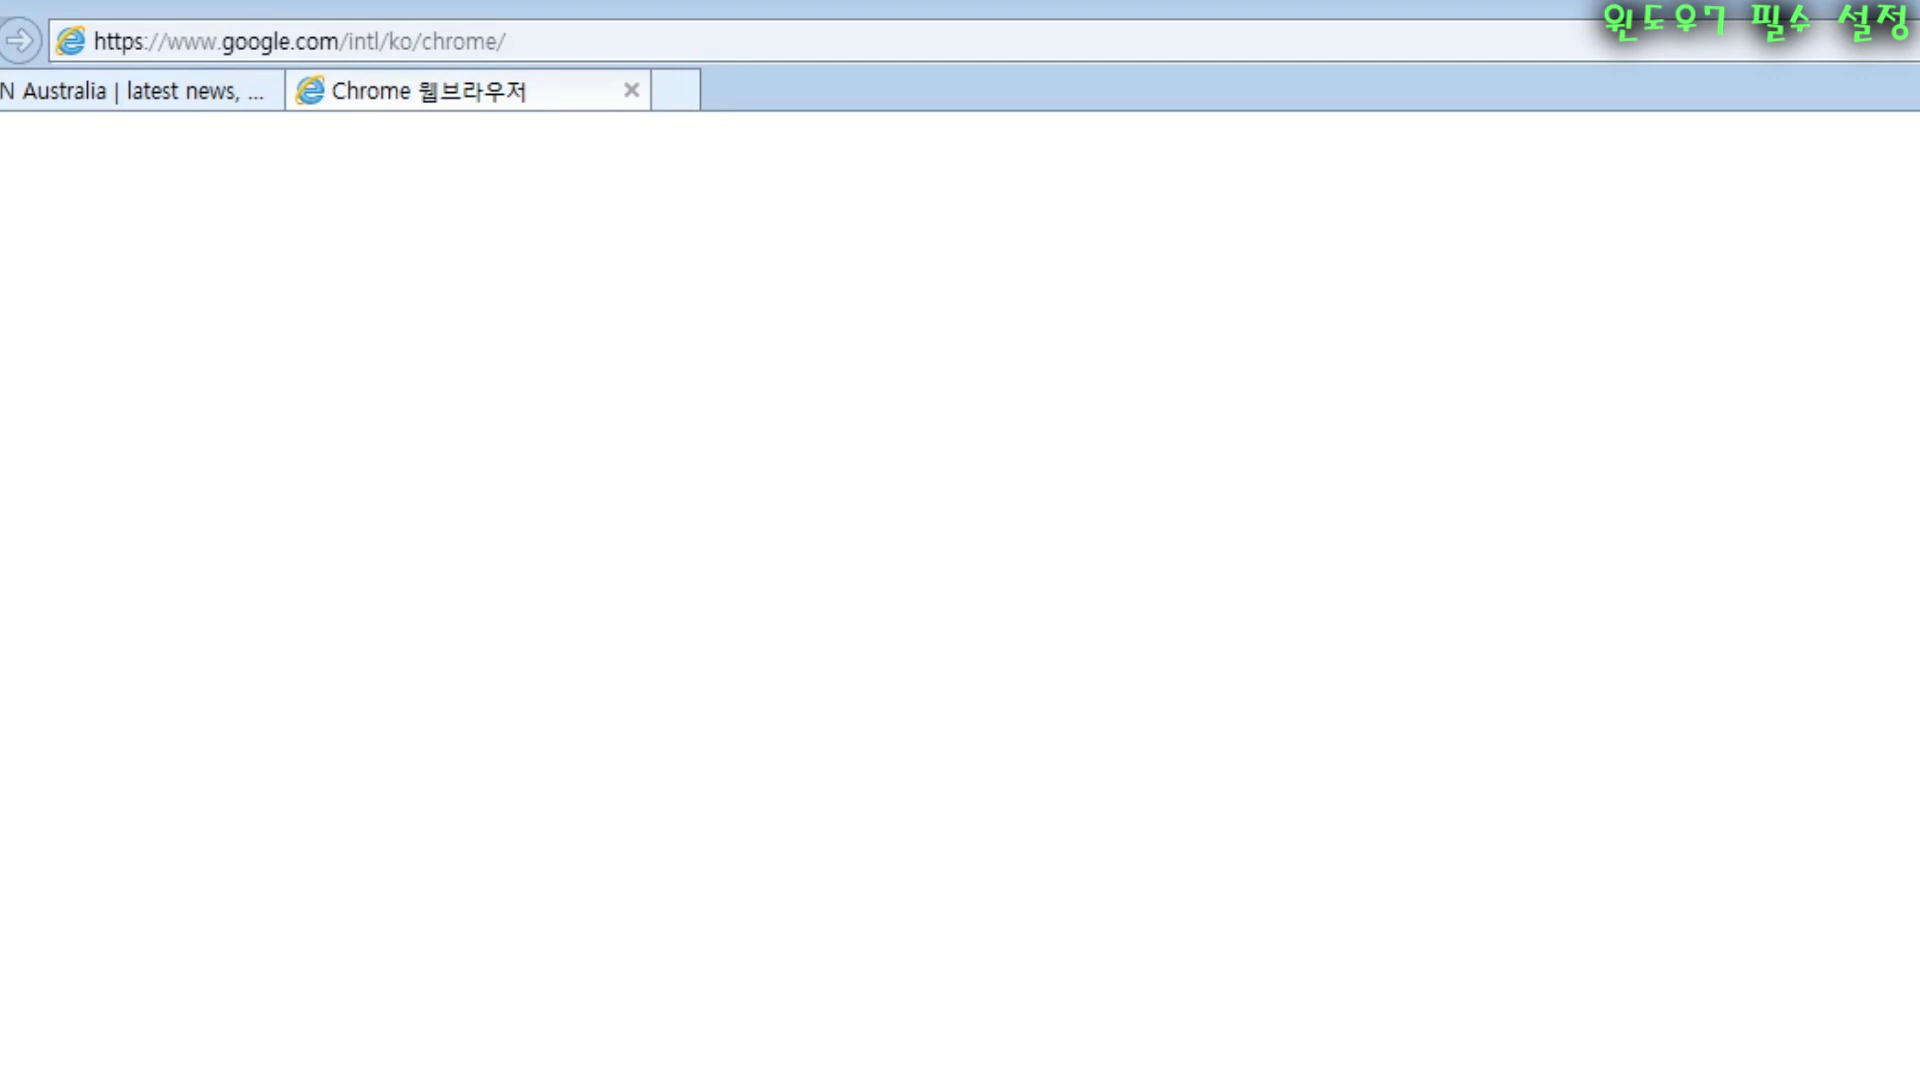 윈도우7 필수 설정
https://www.google.com/intl/ko/chrome/
N Australia | latest news, ...
Chrome 웹브라우저